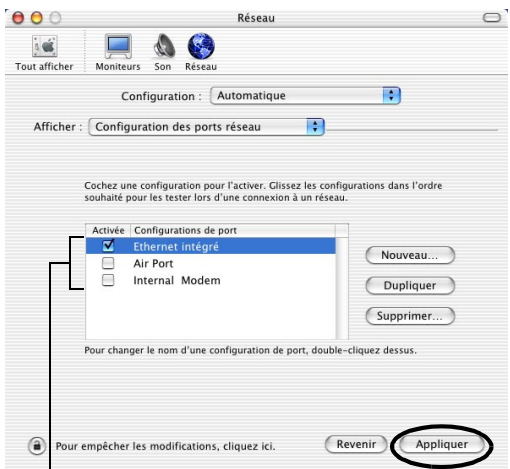 Réseau
Tout afficher Moniteurs Son Réseau
Configuration : Automatique
Afficher : Configuration des ports réseau
Cochez une configuration pour l'activer. Glissez les configurations dans l'ordre
souhaité pour les tester lors d'une connexion à un réseau.
Activée Configurations de port
Ethernet intégré
Air Port
Internal Modem
Nouveau...
Dupliquer
Supprimer...
Pour changer le nom d'une configuration de port, double-cliquez dessus.
Pour empêcher les modifications, cliquez ici.
Revenir Appliquer